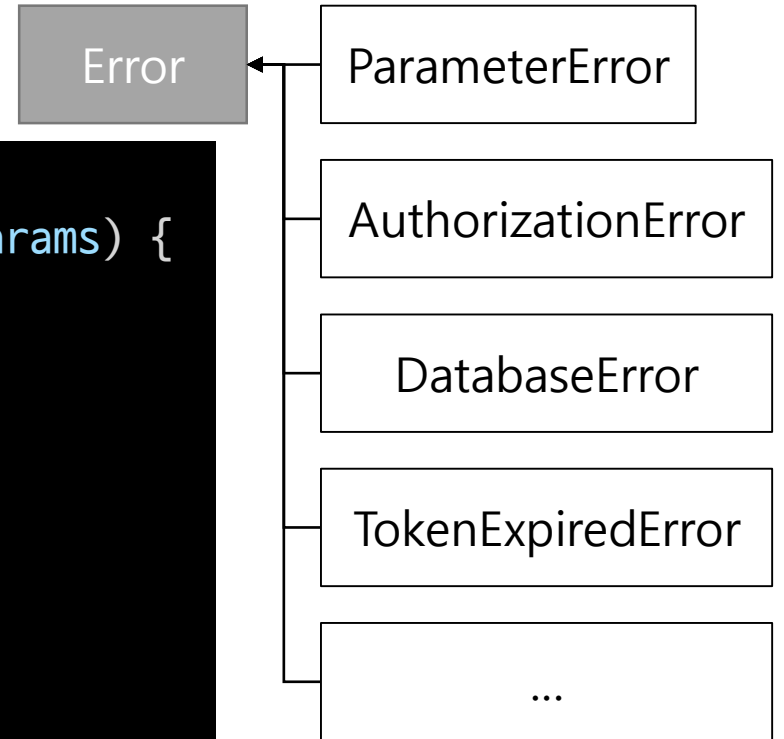 Error
ParameterError
rams) {
AuthorizationError
DatabaseError
TokenExpiredError
...